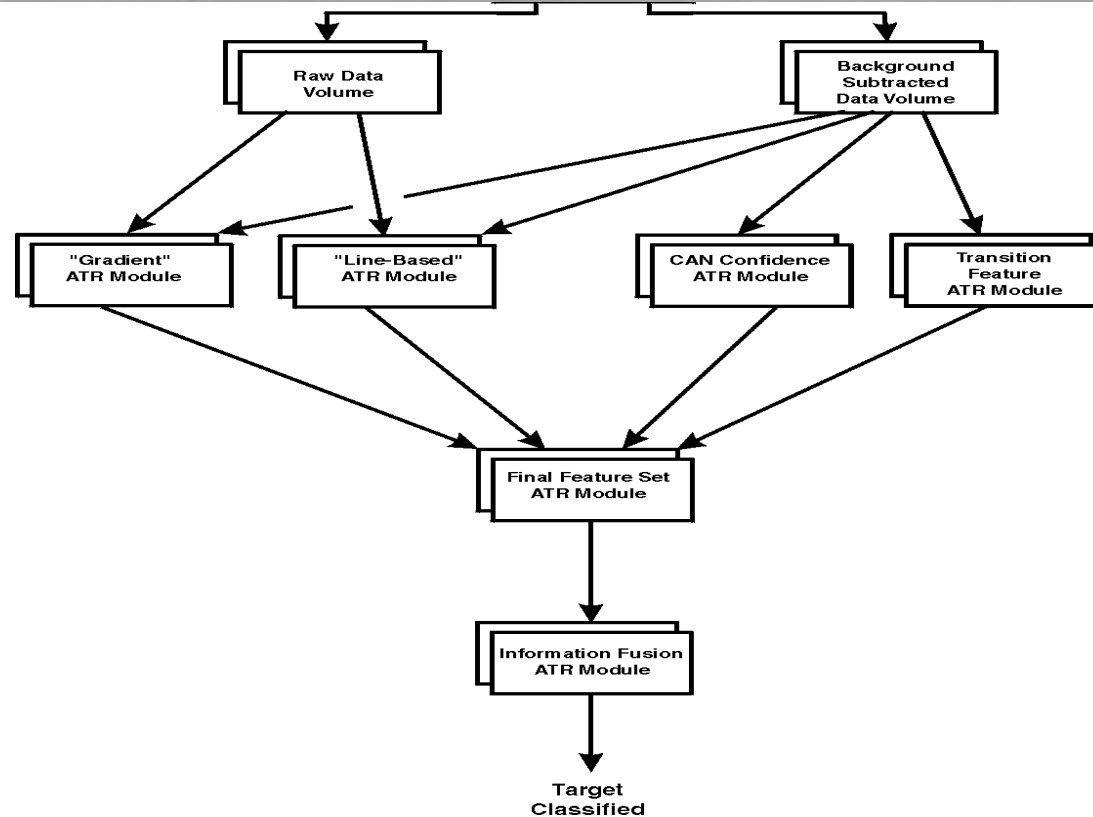 Raw Data
Volume
Background
Subtracted
Data Volume
"Gradient"
ATR Module
"Line-Based"
ATR Module
CAN Confidence
ATR Module
Transition
Feature
ATR Module
Final Feature Set
ATR Module
Information Fusion
ATR Module
Target
Classified